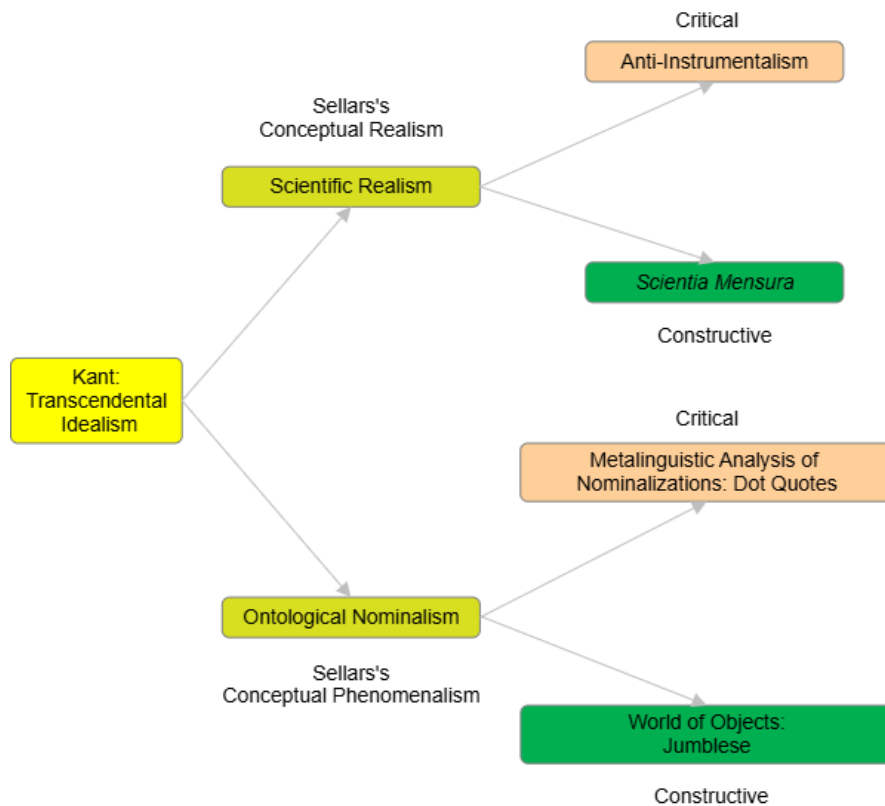 Critical
Anti-Instrumentalism
Sellars's
Conceptual Realism
Scientific Realism
Scientia Mensura
Constructive
Kant:
Transcendental
Idealism
Critical
Metalinguistic Analysis of
Nominalizations: Dot Quotes
Ontological Nominalism
Sellars's
Conceptual Phenomenalism
World of Objects:
Jumblese
Constructive